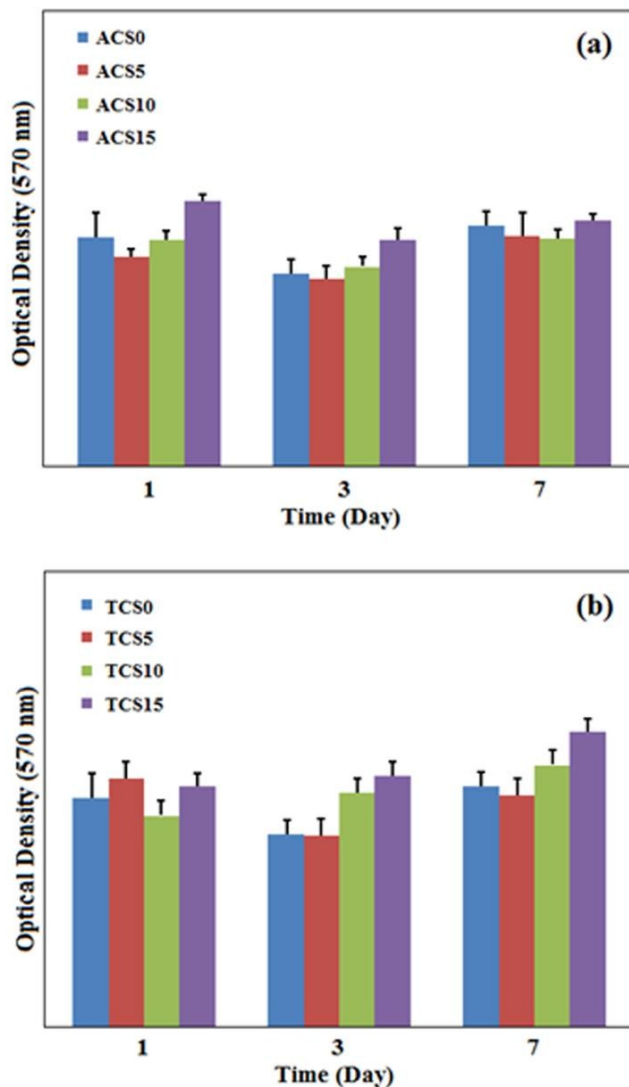 (a)
ACS0
ACS5
ACS10
ACS15
Optical Density (570 nm)
1 3 7
Time (Day)
(b)
TCS0
TCS5
TCS10
TCS15
Optical Density (570 nm)
1 3 7
Time (Day)